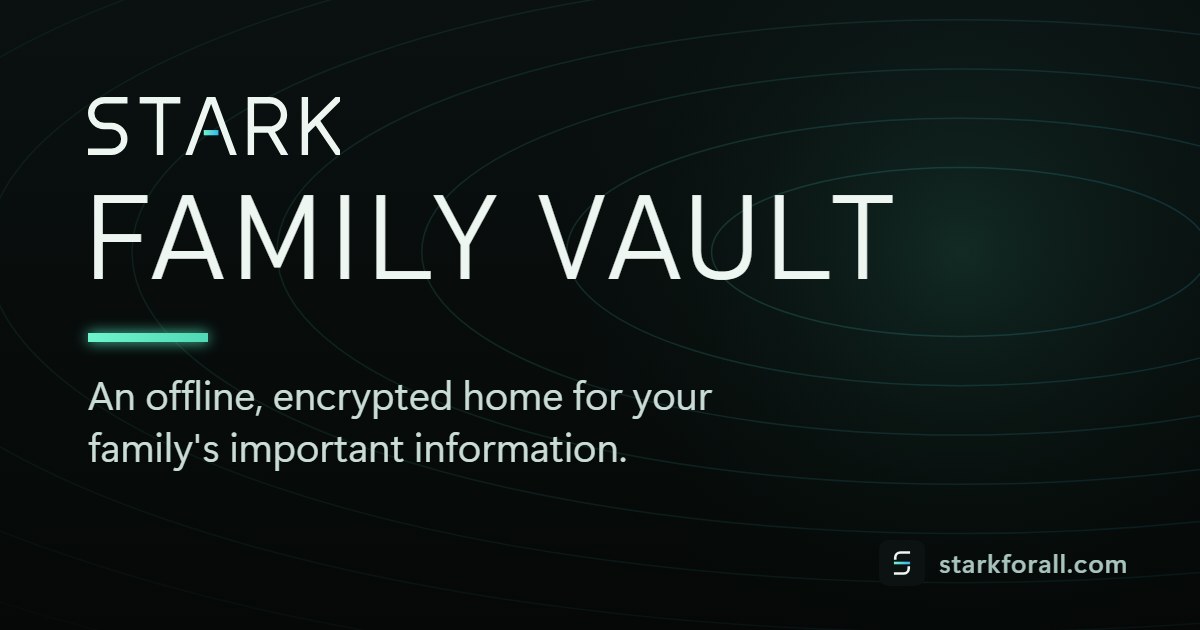 STARK
FAMILY VAULT
An offline, encrypted home for your
family's important information.
S starkforall.com